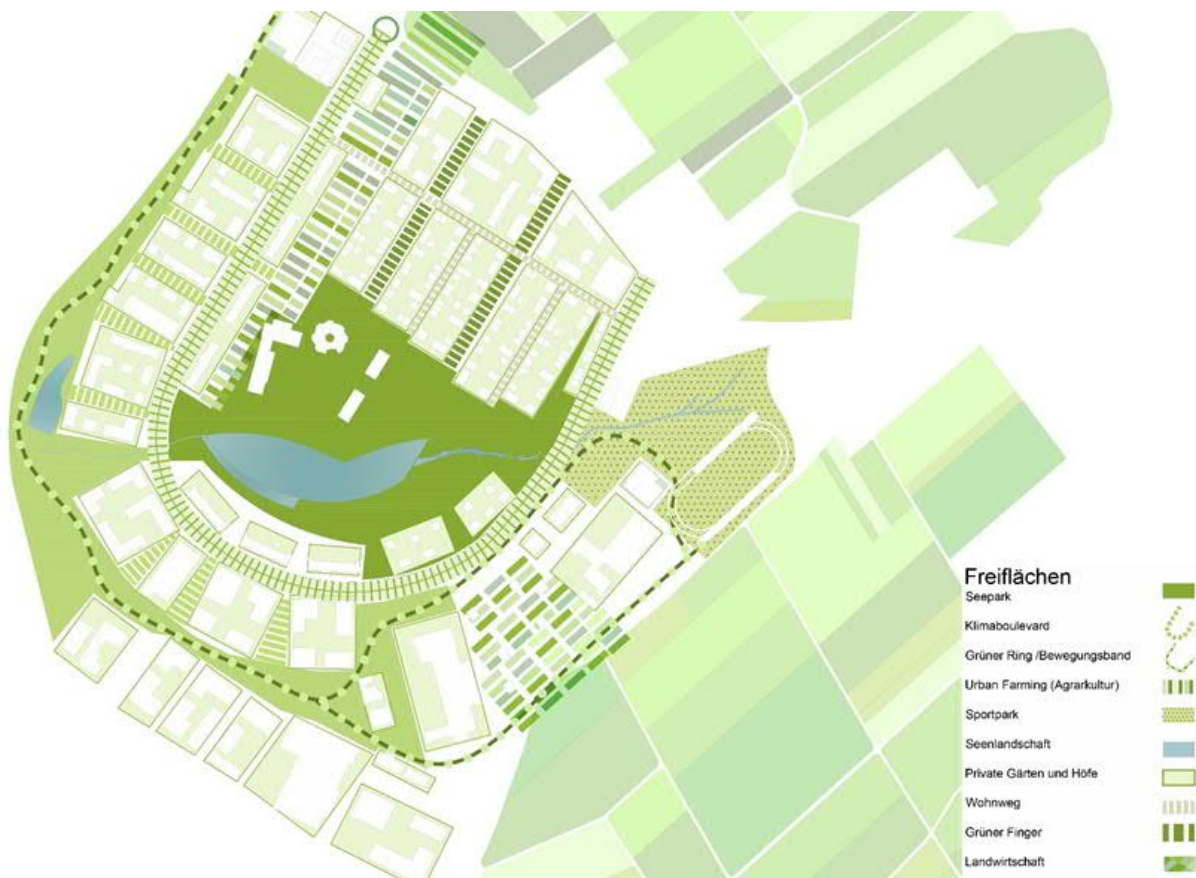 Freiflächen
Seepark
Klimaboulevard
Grüner Ring /Bewegungsband
Urban Farming (Agrarkultur)
Sportpark
Seenlandschaft
Private Gärten und Höfe
Wohnweg
Grüner Finger
Landwirtschaft